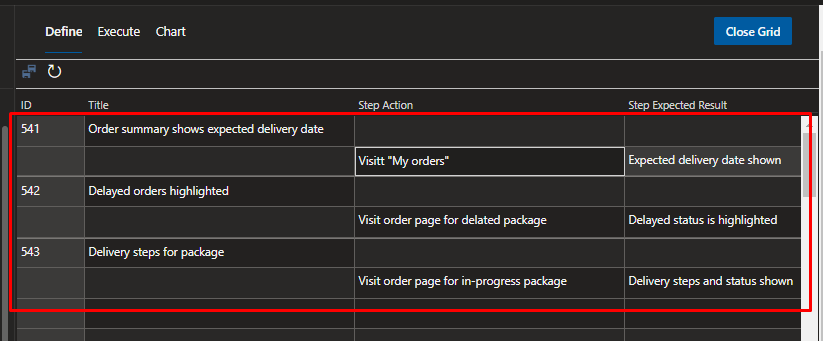 Define Execute Chart Close Grid
ID Title Step Action Step Expected Result
541 Order summary shows expected delivery date
Visitt "My orders" Expected delivery date shown
542 Delayed orders highlighted
Visit order page for delated package Delayed status is highlighted
543 Delivery steps for package
Visit order page for in-progress package Delivery steps and status shown